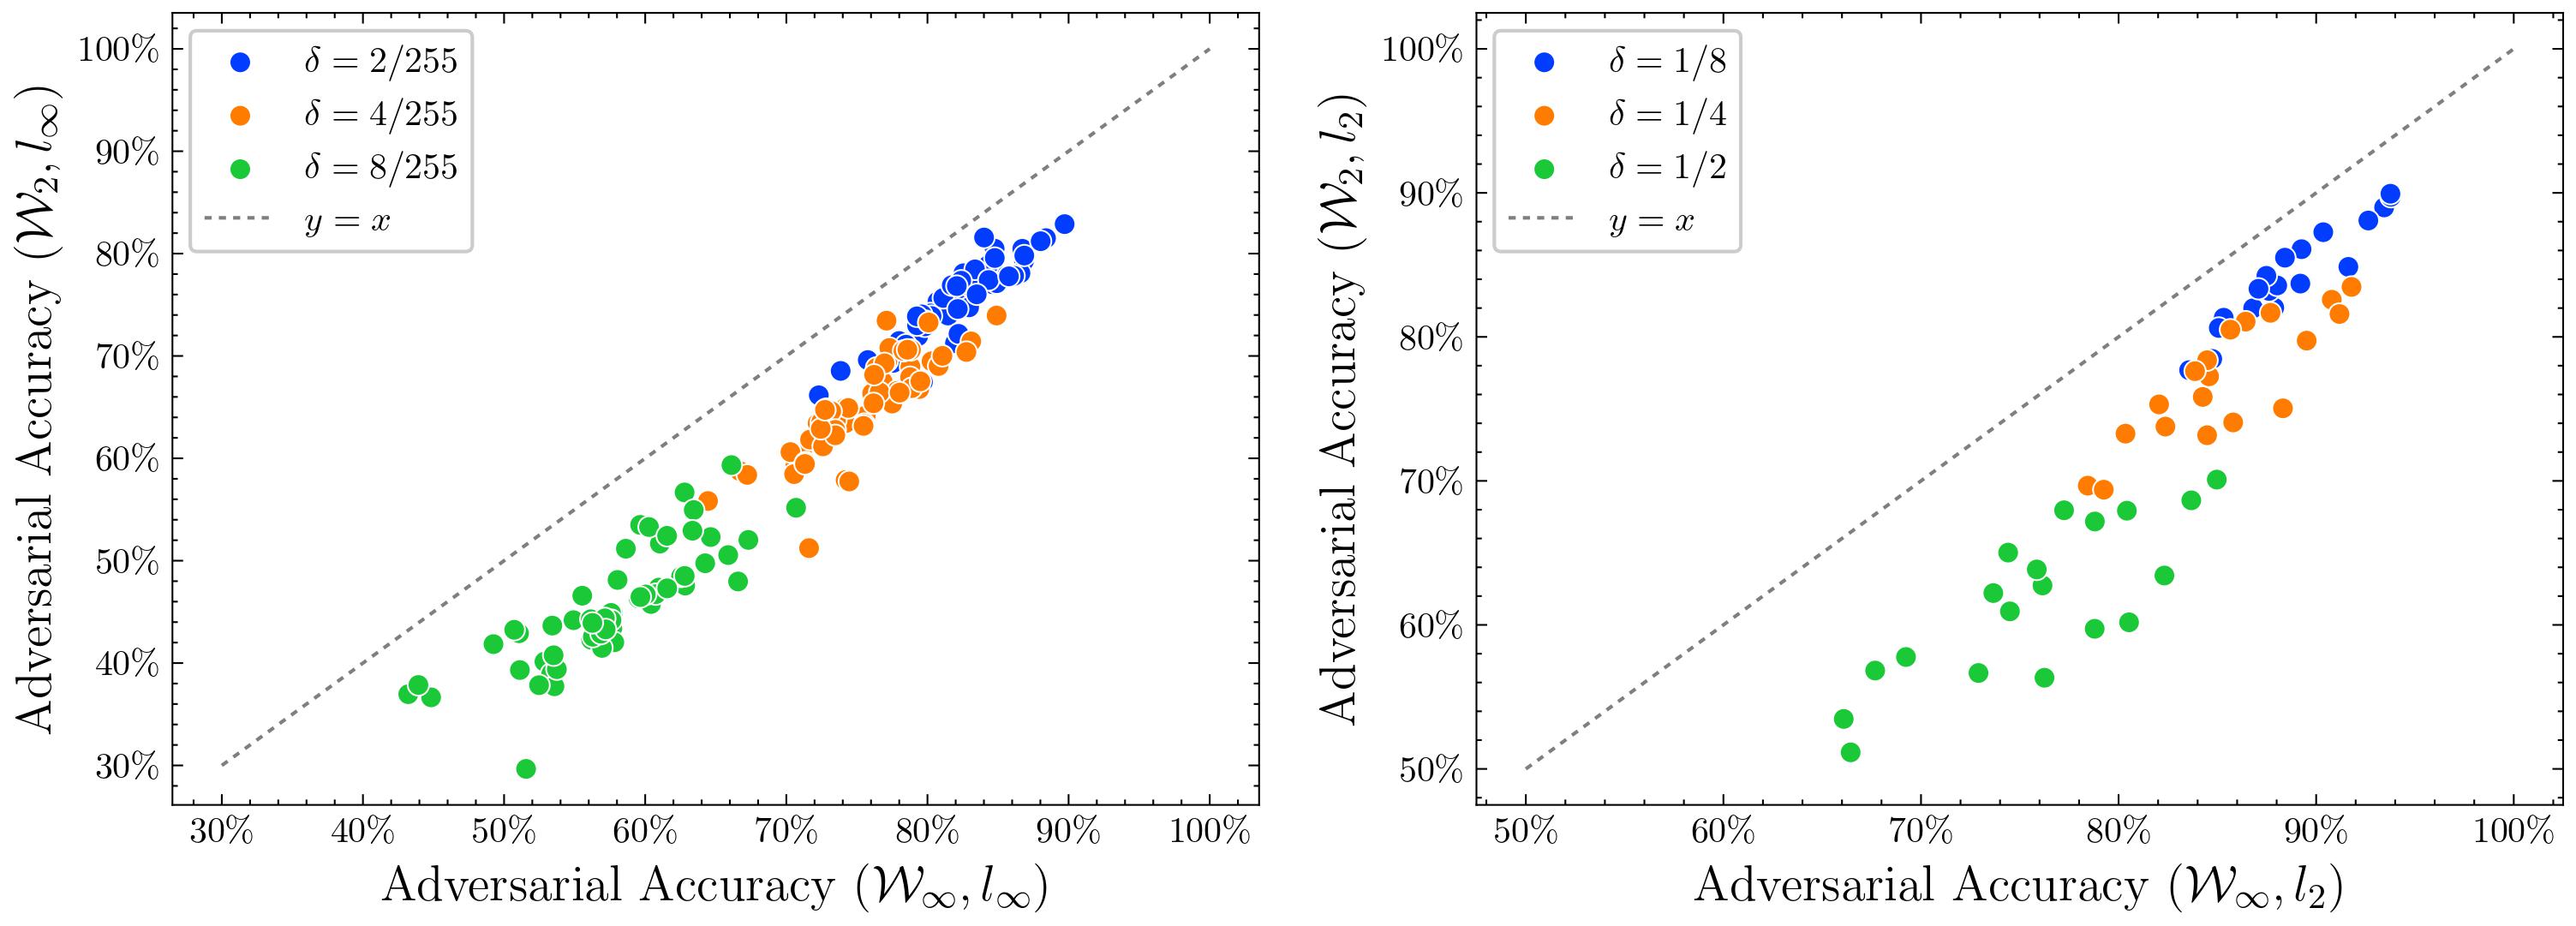 100%
90%
80%
70%
60%
50%
40%
30%
Adversarial Accuracy (𝒲₂, l∞)
δ = 2/255
δ = 4/255
δ = 8/255
y = x
30% 40% 50% 60% 70% 80% 90% 100%
Adversarial Accuracy (𝒲∞, l∞)
100%
90%
80%
70%
60%
50%
Adversarial Accuracy (𝒲₂, l₂)
δ = 1/8
δ = 1/4
δ = 1/2
y = x
50% 60% 70% 80% 90% 100%
Adversarial Accuracy (𝒲∞, l₂)